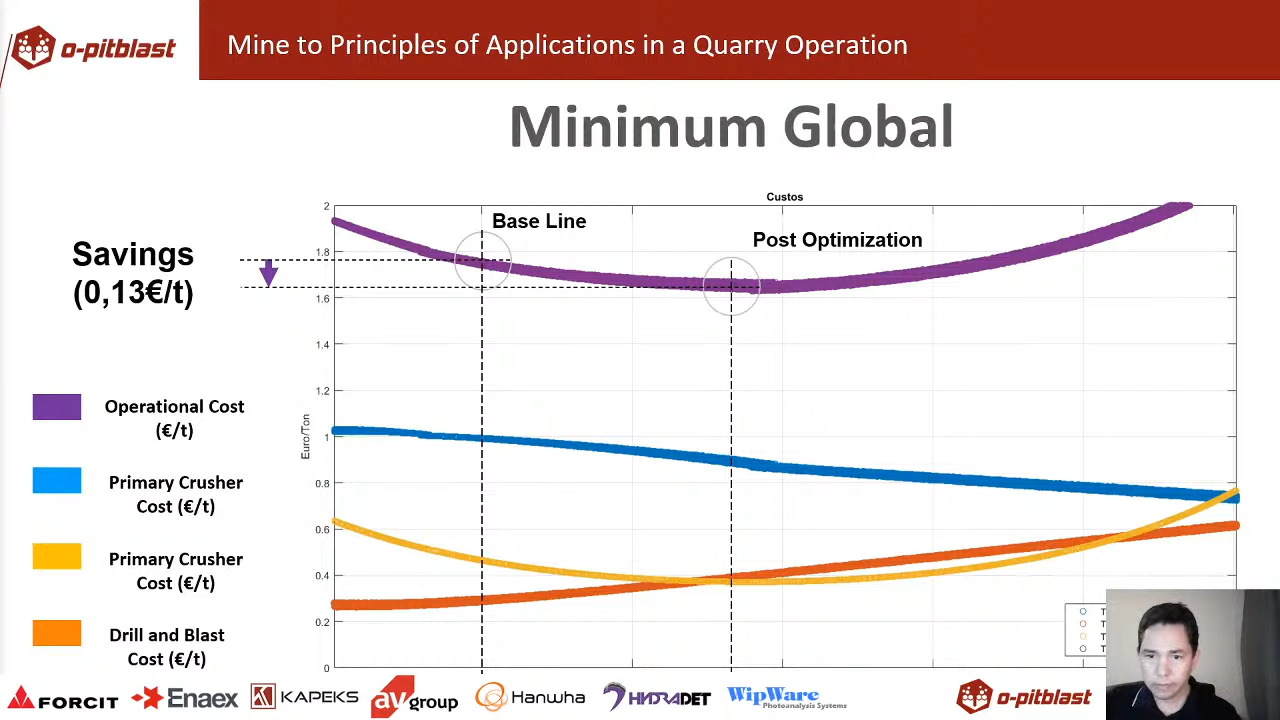 o-pitblast
Mine to Principles of Applications in a Quarry Operation
Minimum Global
Custos
Savings
(0,13€/t)
Base Line
Post Optimization
2
1.8
1.6
1.4
1.2
1
0.8
0.6
0.4
0.2
0
Euro/Ton
Operational Cost
(€/t)
Primary Crusher
Cost (€/t)
Primary Crusher
Cost (€/t)
Drill and Blast
Cost (€/t)
T
T
T
T
FORCIT
Enaex
KAPEKS
avgroup
Hanwha
HYDRADET
WipWare
Photoanalysis Systems
o-pitblast